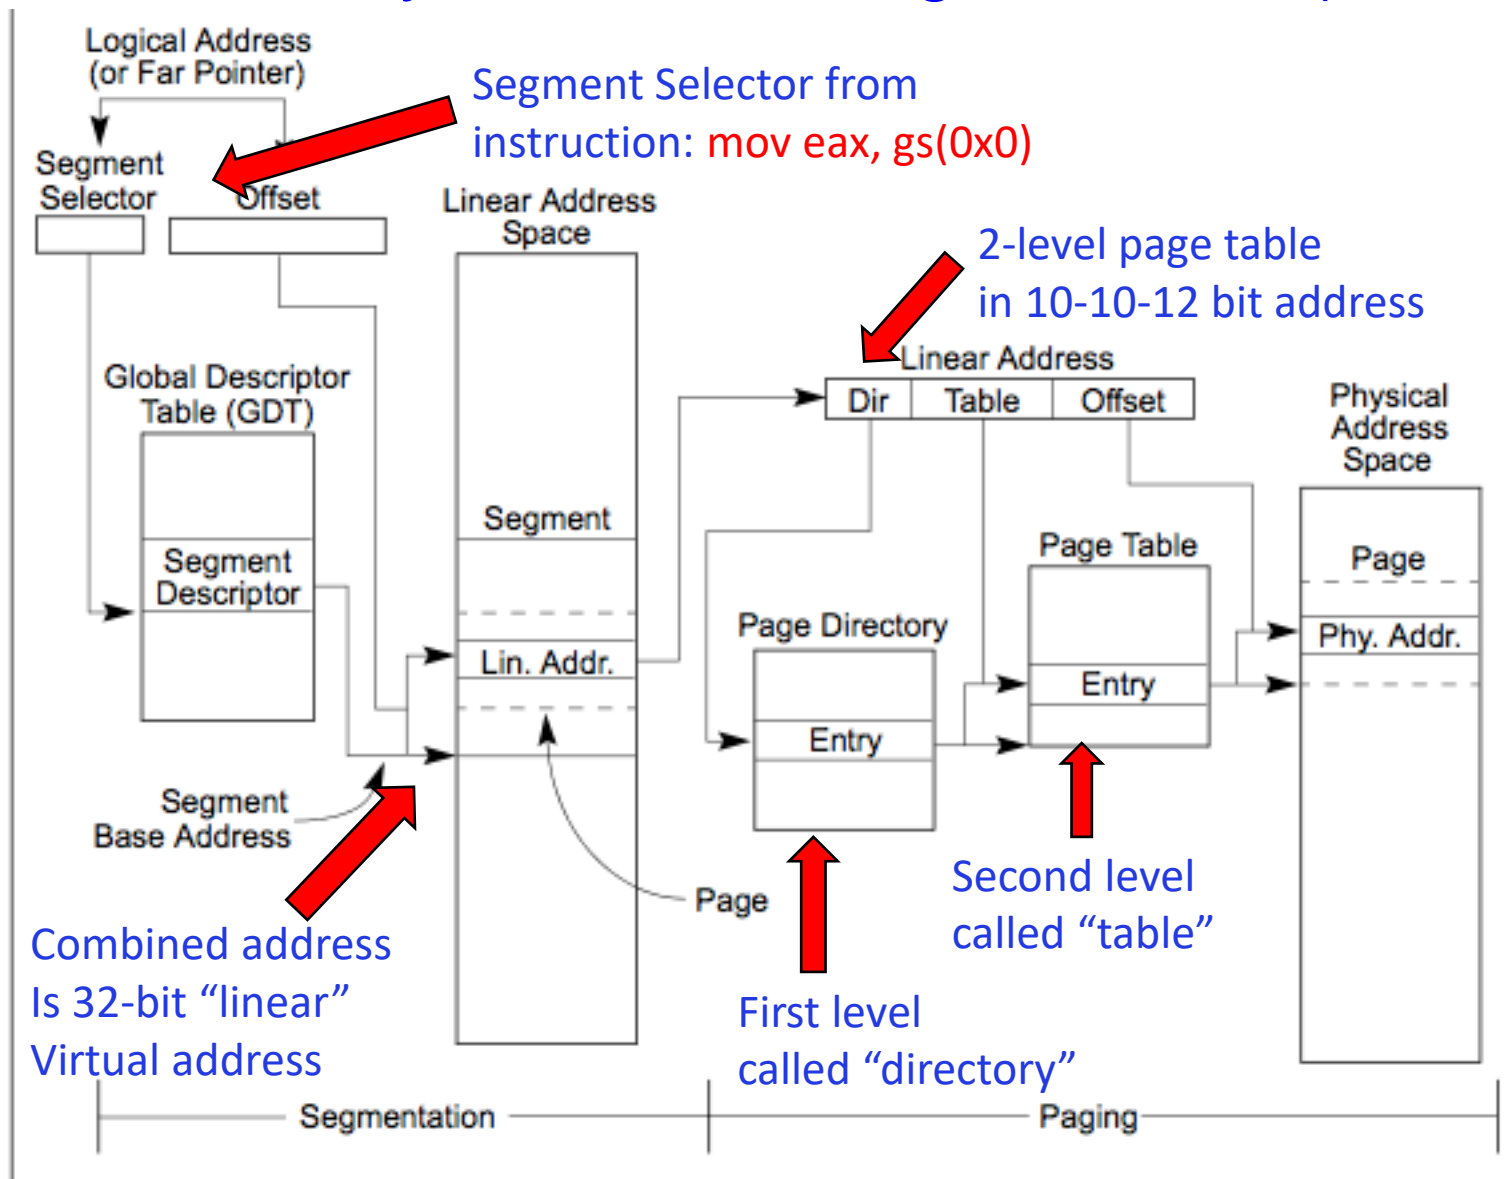 Logical Address
(or Far Pointer)
Segment Selector from
instruction: mov eax, gs(0x0)
Segment
Selector
Offset
Linear Address
Space
2-level page table
in 10-10-12 bit address
Linear Address
Dir
Table
Offset
Global Descriptor
Table (GDT)
Physical
Address
Space
Segment
Page Table
Page
Segment
Descriptor
Page Directory
Phy. Addr.
Lin. Addr.
Entry
Entry
Segment
Base Address
Page
Second level
called “table”
Combined address
Is 32-bit “linear”
Virtual address
First level
called “directory”
Segmentation
Paging